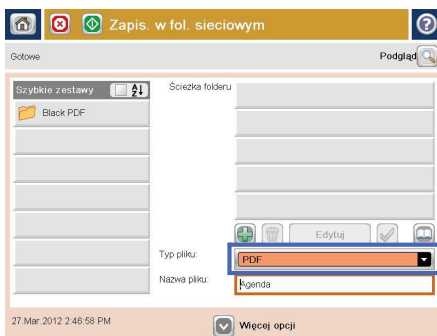 Zapis. w fol. sieciowym
Gotowe
Podgląd
Szybkie zestawy
A
Z
Ścieżka folderu
Black PDF
Edytuj
Typ pliku:
PDF
Nazwa pliku:
Agenda
27.Mar.2012 2:46:58 PM
Więcej opcji